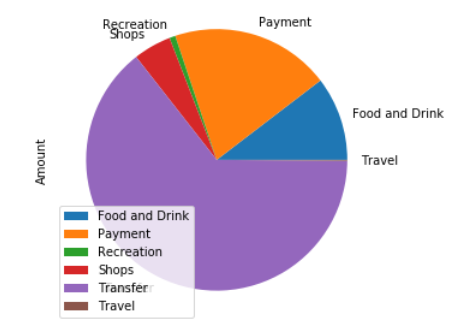 Recreation
Shops
Payment
Food and Drink
Travel
Amount
Food and Drink
Payment
Recreation
Shops
Transfer
Travel